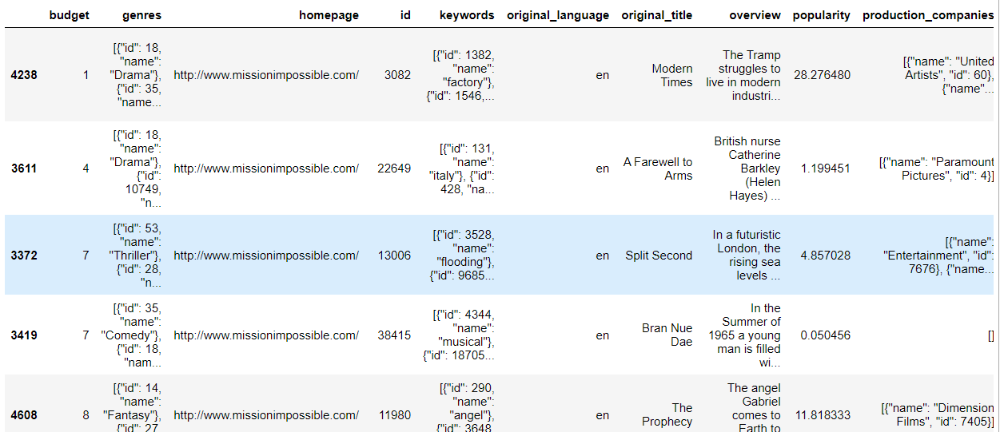 budget genres homepage id keywords original_language original_title overview popularity production_companies
4238 1 [{"id": 18, "name": "Drama"}, {"id": 35, "name... http://www.missionimpossible.com/ 3082 [{"id": 1382, "name": "factory"}, {"id": 1546,... en Modern Times The Tramp struggles to live in modern industri... 28.276480 [{"name": "United Artists", "id": 60}, {"name"...
3611 4 [{"id": 18, "name": "Drama"}, {"id": 10749, "n... http://www.missionimpossible.com/ 22649 [{"id": 131, "name": "italy"}, {"id": 428, "na... en A Farewell to Arms British nurse Catherine Barkley (Helen Hayes) ... 1.199451 [{"name": "Paramount Pictures", "id": 4}]
3372 7 [{"id": 53, "name": "Thriller"}, {"id": 28, "n... http://www.missionimpossible.com/ 13006 [{"id": 3528, "name": "flooding"}, {"id": 9685... en Split Second In a futuristic London, the rising sea levels ... 4.857028 [{"name": "Entertainment", "id": 7676}, {"name...
3419 7 [{"id": 35, "name": "Comedy"}, {"id": 18, "nam... http://www.missionimpossible.com/ 38415 [{"id": 4344, "name": "musical"}, {"id": 18705... en Bran Nue Dae In the Summer of 1965 a young man is filled wi... 0.050456 []
4608 8 [{"id": 14, "name": "Fantasy"}, {"id": 27, http://www.missionimpossible.com/ 11980 [{"id": 290, "name": "angel"}, {"id": 3648, en The Prophecy The angel Gabriel comes to Earth to 11.818333 [{"name": "Dimension Films", "id": 7405}]